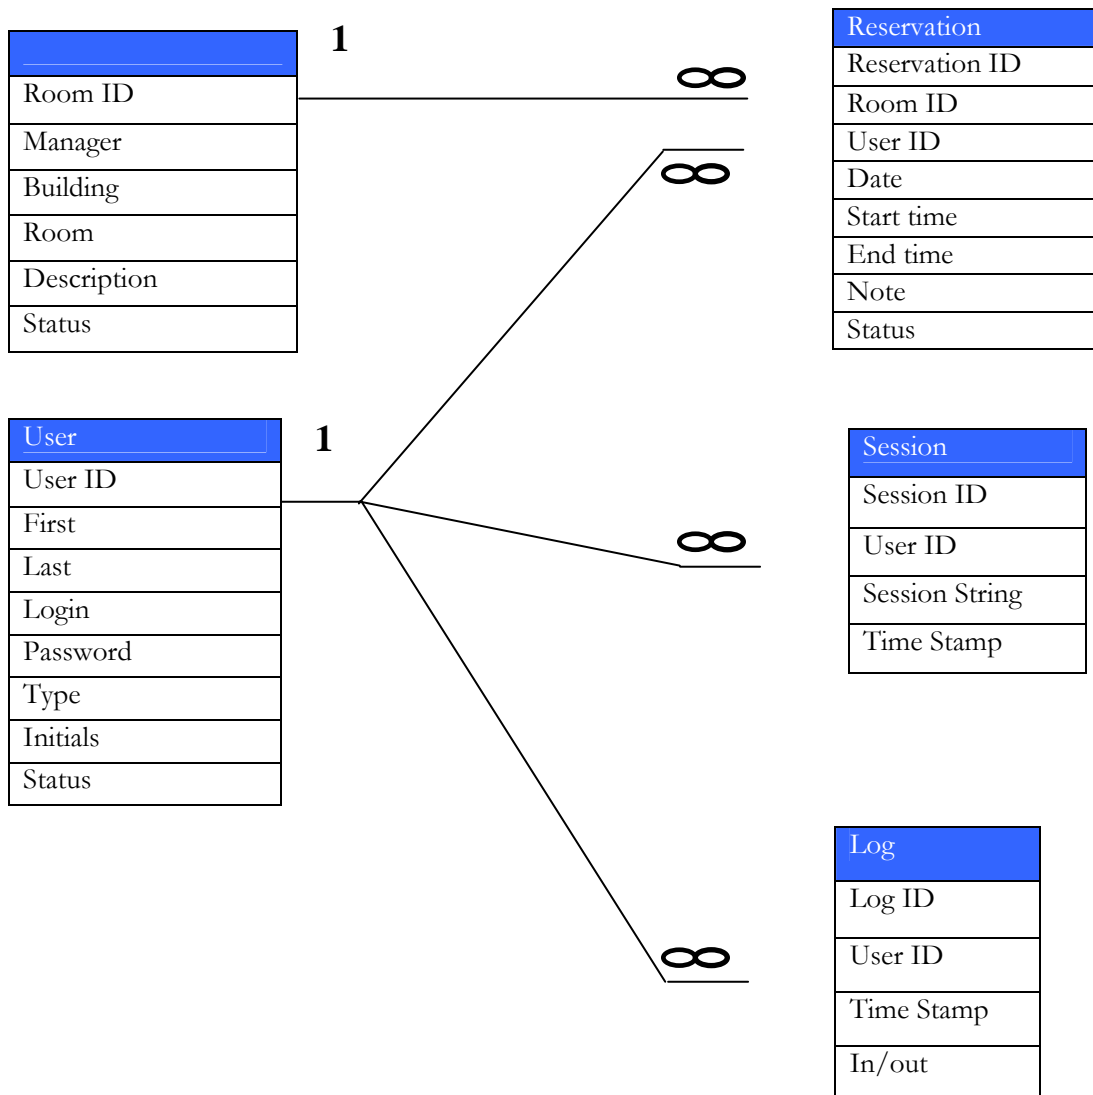 1
∞
Room ID
Manager
Building
Room
Description
Status
Reservation
Reservation ID
Room ID
User ID
Date
Start time
End time
Note
Status
∞
User
1
User ID
First
Last
Login
Password
Type
Initials
Status
∞
Session
Session ID
User ID
Session String
Time Stamp
∞
Log
Log ID
User ID
Time Stamp
In/out